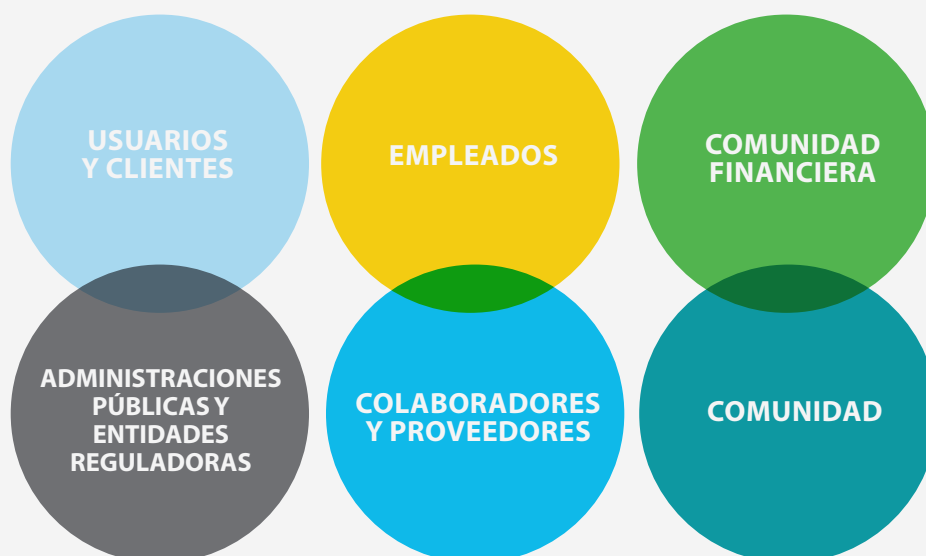 USUARIOS
Y CLIENTES
EMPLEADOS
COMUNIDAD
FINANCIERA
ADMINISTRACIONES
PÚBLICAS Y
ENTIDADES
REGULADORAS
COLABORADORES
Y PROVEEDORES
COMUNIDAD